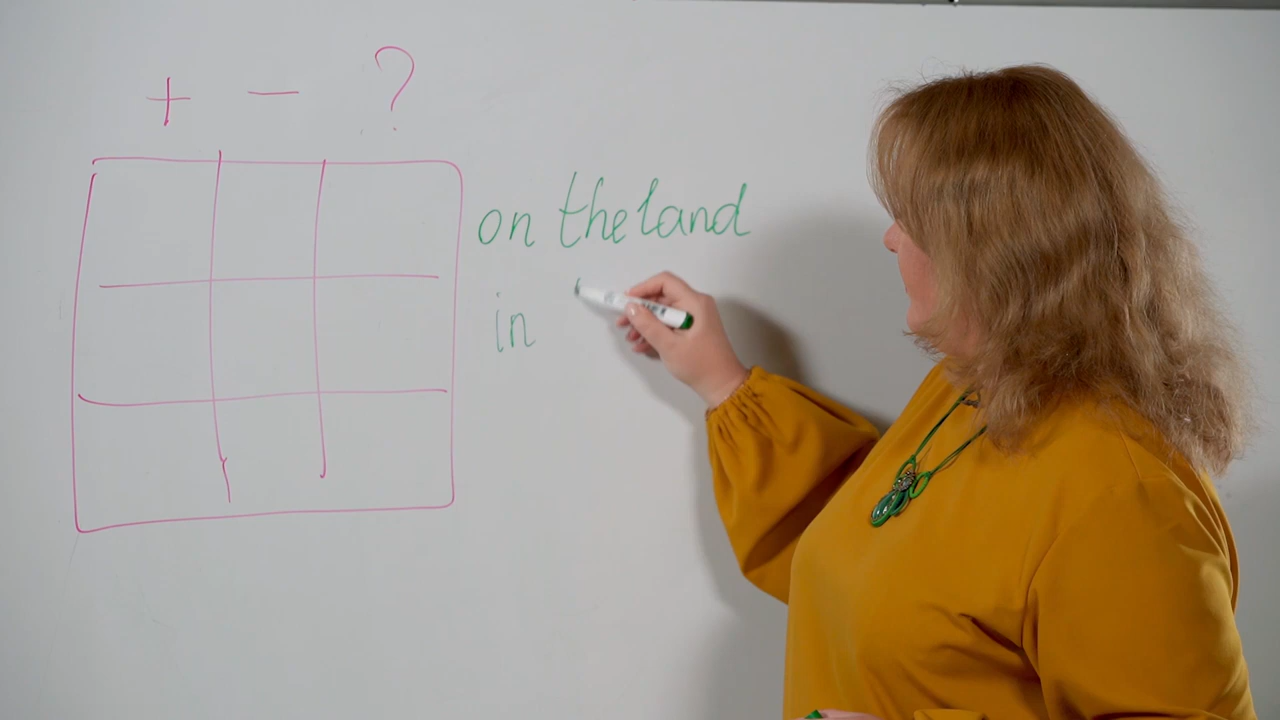 + — ?
on the land
in